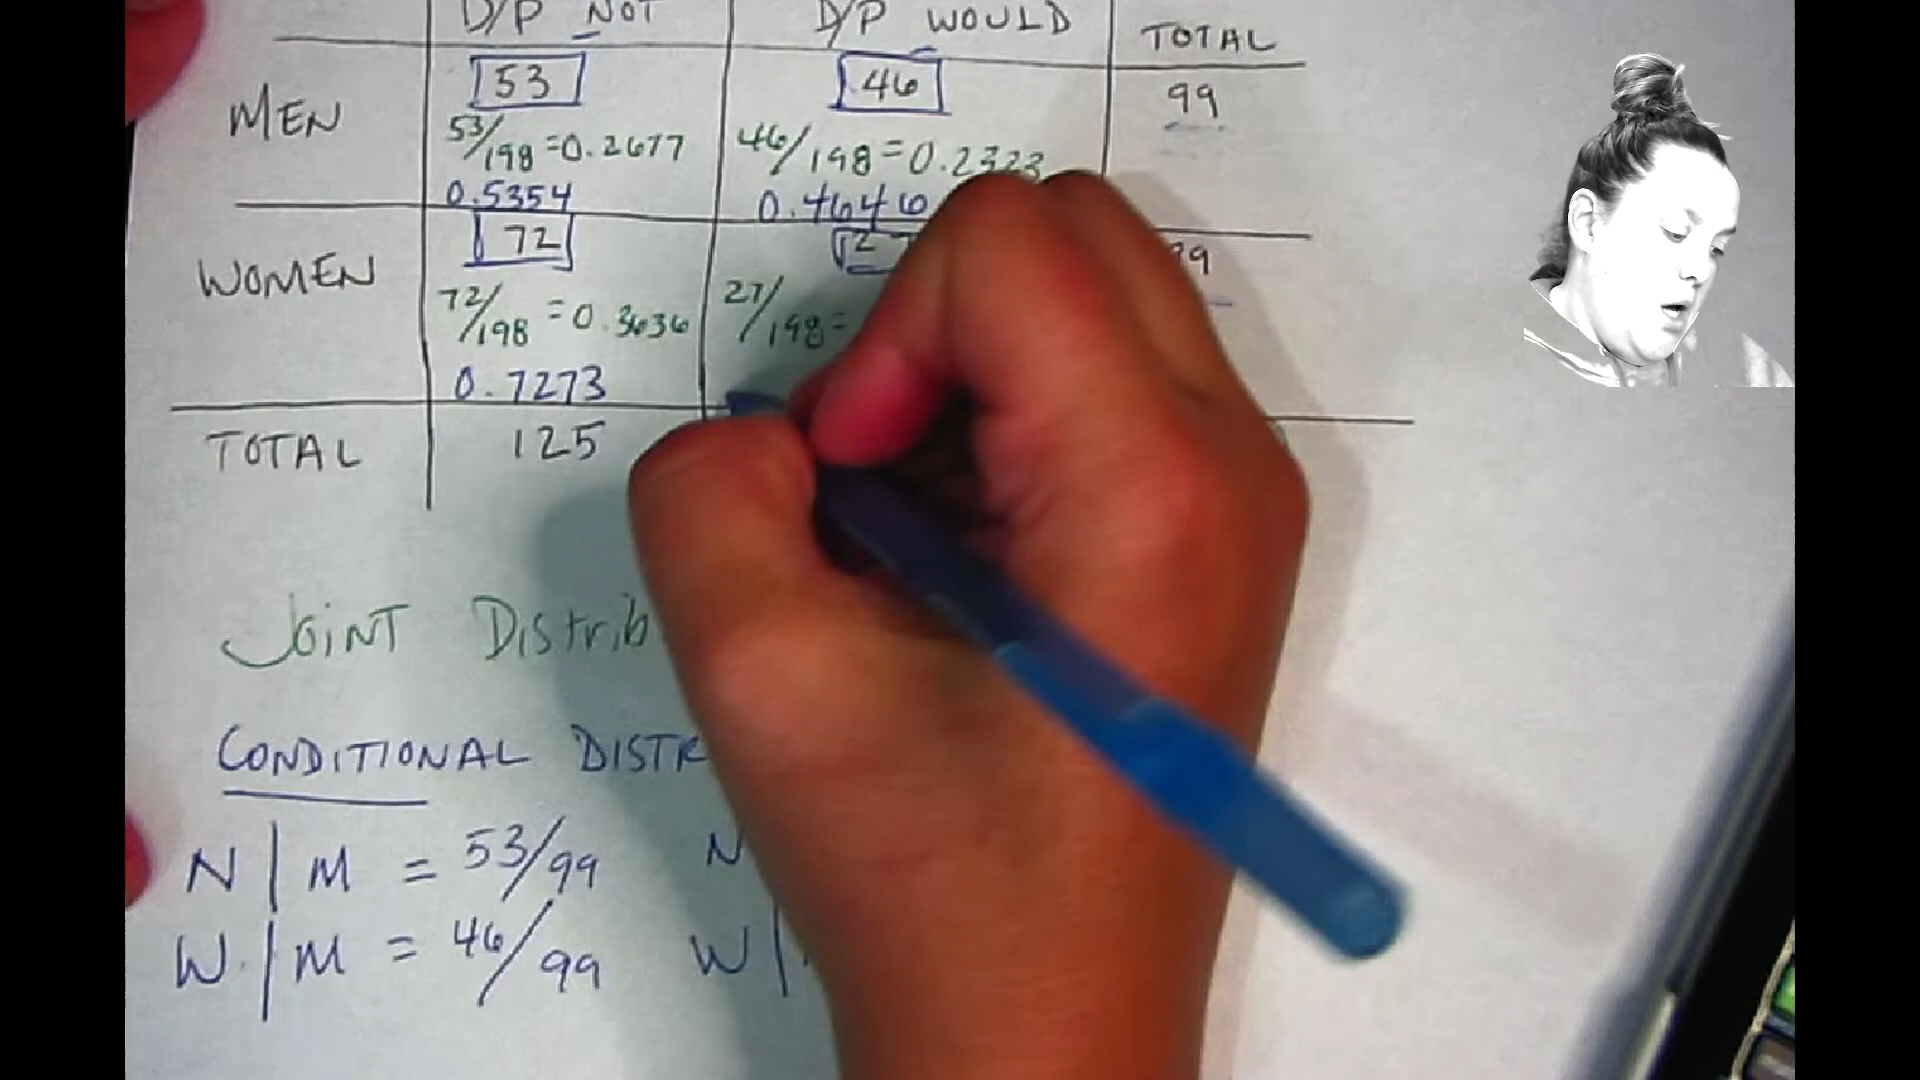 D/P NOT D/P WOULD TOTAL
MEN 53 46 99
53/198 = 0.2677 46/198 = 0.2323
0.5354 0.4646
WOMEN 72
72/198 = 0.3636 27/198 =
0.7273
TOTAL 125
JOINT Distrib
CONDITIONAL DISTR
N | M = 53/99 N
W | M = 46/99 W |